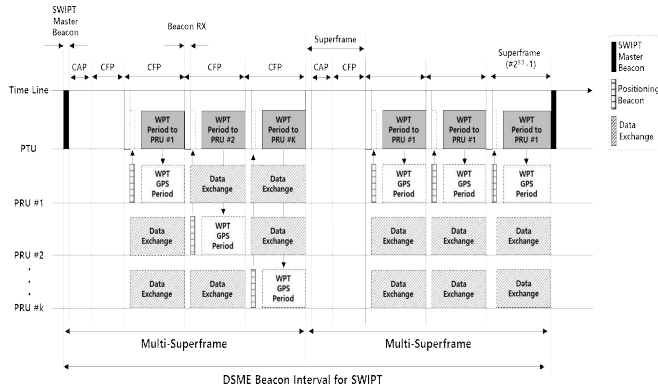 SWIPT
Master
Beacon
Beacon RX
Superframe
Superframe
(#2^SD-1)
CAP
CFP
CFP
CFP
CFP
CAP
CFP
SWIPT
Master
Beacon
Positioning
Beacon
Data
Exchange
Time Line
PTU
WPT
Period to
PRU #1
WPT
Period to
PRU #2
WPT
Period to
PRU #K
WPT
Period to
PRU #1
WPT
Period to
PRU #1
WPT
Period to
PRU #1
PRU #1
WPT
GPS
Period
Data
Exchange
Data
Exchange
WPT
GPS
Period
WPT
GPS
Period
WPT
GPS
Period
PRU #2
Data
Exchange
WPT
GPS
Period
Data
Exchange
Data
Exchange
Data
Exchange
Data
Exchange
PRU #k
Data
Exchange
Data
Exchange
WPT
GPS
Period
Data
Exchange
Data
Exchange
Data
Exchange
Multi-Superframe
Multi-Superframe
DSME Beacon Interval for SWIPT